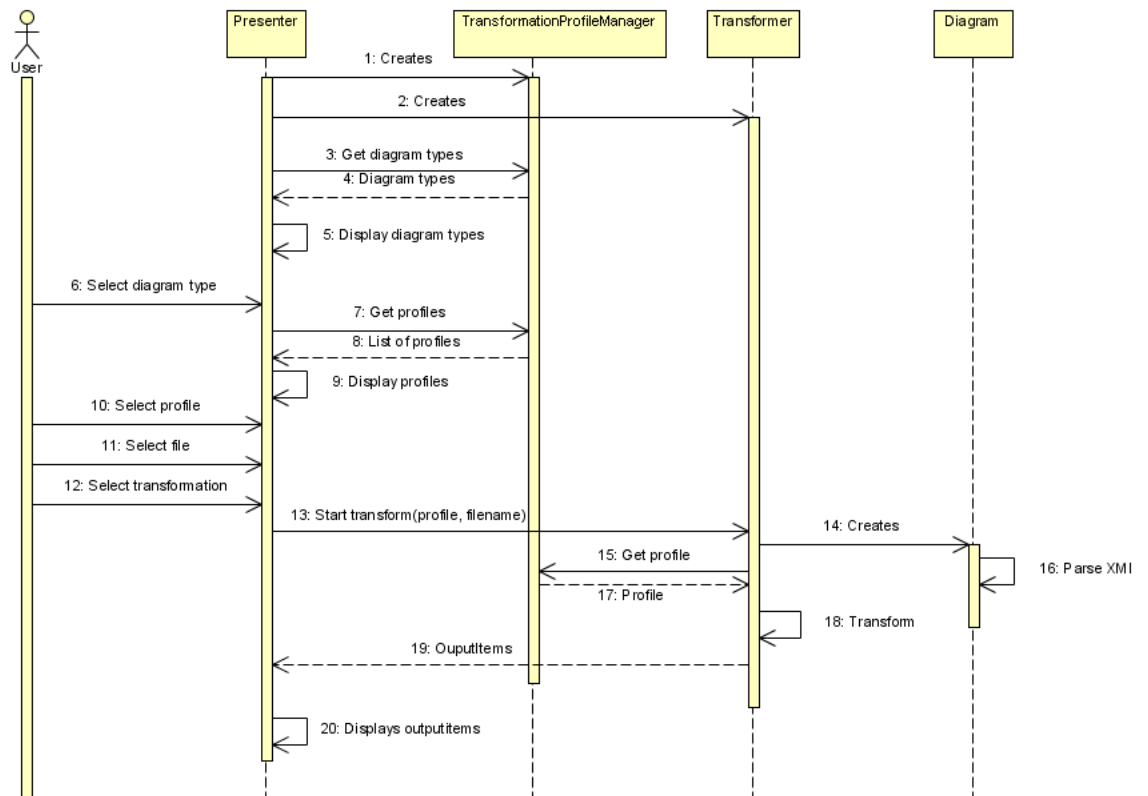 Presenter
TransformationProfileManager
Transformer
Diagram
User
1: Creates
2: Creates
3: Get diagram types
4: Diagram types
5: Display diagram types
6: Select diagram type
7: Get profiles
8: List of profiles
9: Display profiles
10: Select profile
11: Select file
12: Select transformation
13: Start transform(profile, filename)
14: Creates
15: Get profile
16: Parse XMI
17: Profile
18: Transform
19: OuputItems
20: Displays outputitems